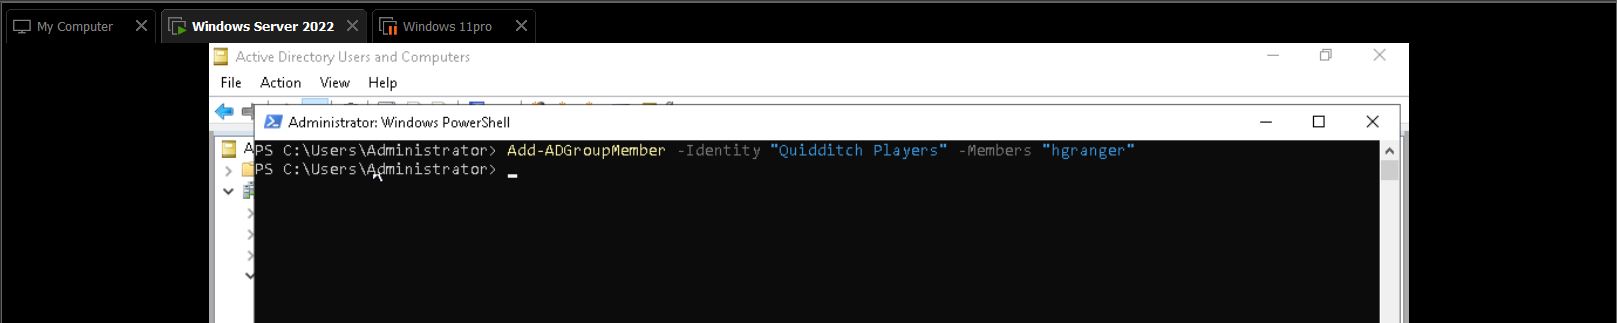 My Computer
Windows Server 2022
Windows 11pro
Active Directory Users and Computers
File Action View Help
Administrator: Windows PowerShell
PS C:\Users\Administrator> Add-ADGroupMember -Identity "Quidditch Players" -Members "hgranger"
PS C:\Users\Administrator>